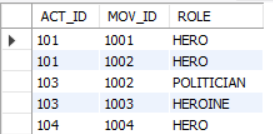 ACT_ID MOV_ID ROLE
101 1001 HERO
101 1002 HERO
103 1002 POLITICIAN
103 1003 HEROINE
104 1004 HERO